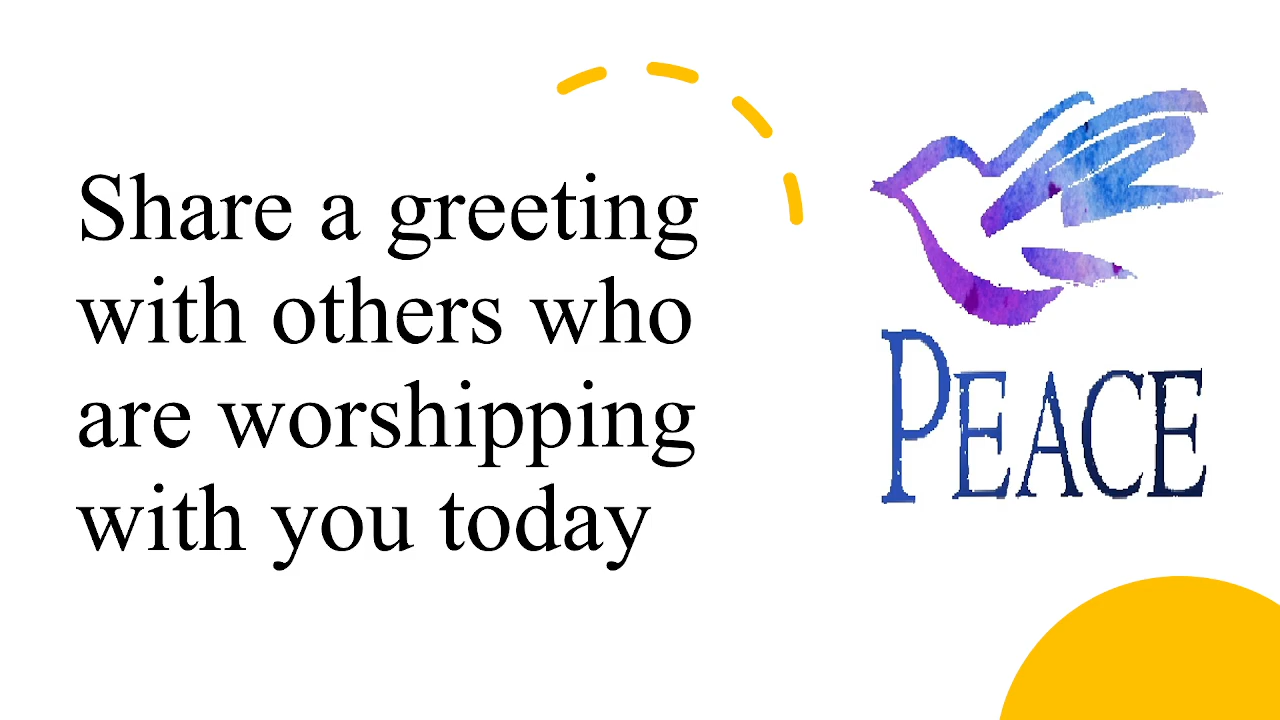 Share a greeting
with others who
are worshipping
with you today
PEACE